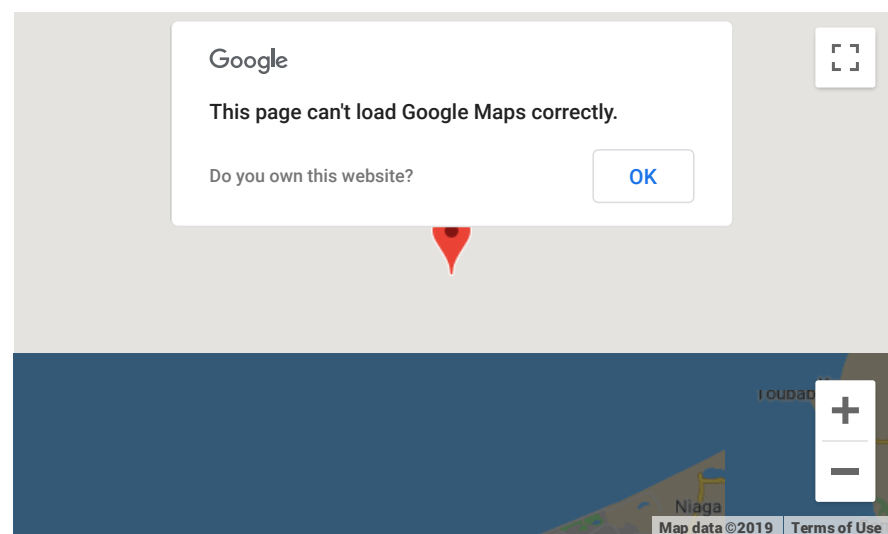 Google
This page can't load Google Maps correctly.
Do you own this website?
OK
Niaga
Map data ©2019
Terms of Use